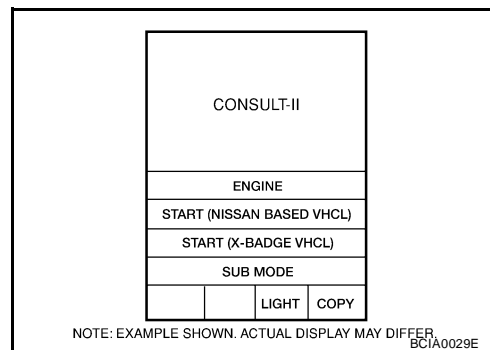 CONSULT-II
ENGINE
START (NISSAN BASED VHCL)
START (X-BADGE VHCL)
SUB MODE
LIGHT COPY
NOTE: EXAMPLE SHOWN. ACTUAL DISPLAY MAY DIFFER.
BCIA0029E